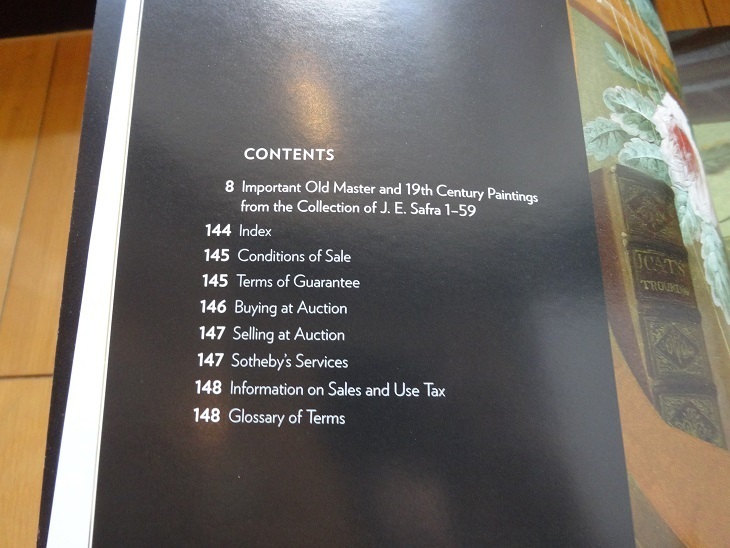 CONTENTS
8 Important Old Master and 19th Century Paintings
from the Collection of J. E. Safra 1–59
144 Index
145 Conditions of Sale
145 Terms of Guarantee
146 Buying at Auction
147 Selling at Auction
147 Sotheby's Services
148 Information on Sales and Use Tax
148 Glossary of Terms